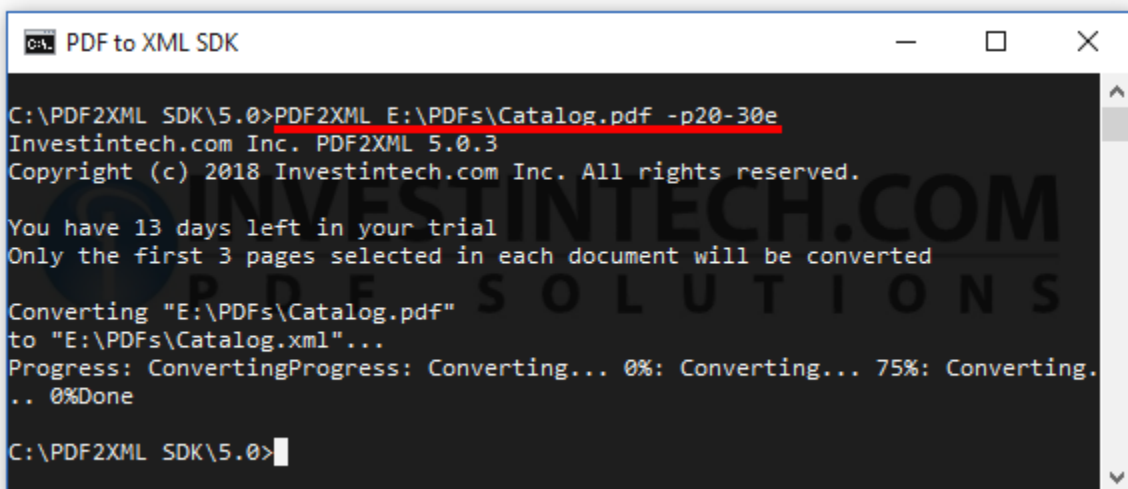 PDF to XML SDK
C:\PDF2XML SDK\5.0>PDF2XML E:\PDFs\Catalog.pdf -p20-30e
Investintech.com Inc. PDF2XML 5.0.3
Copyright (c) 2018 Investintech.com Inc. All rights reserved.
INVESTINTECH.COM
You have 13 days left in your trial
Only the first 3 pages selected in each document will be converted
PDF SOLUTIONS
Converting "E:\PDFs\Catalog.pdf"
to "E:\PDFs\Catalog.xml"...
Progress: ConvertingProgress: Converting... 0%: Converting... 75%: Converting.
.. 0%Done
C:\PDF2XML SDK\5.0>